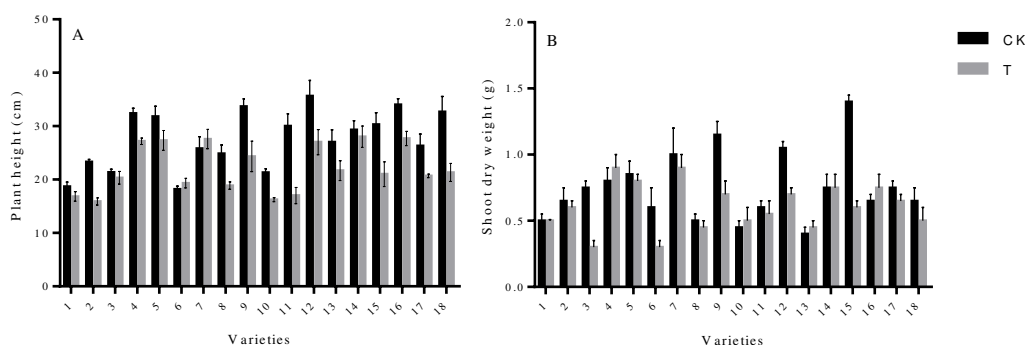 A
Plant height (cm)
50
40
30
20
10
0
1 2 3 4 5 6 7 8 9 10 11 12 13 14 15 16 17 18
Varieties
B
Shoot dry weight (g)
2.0
1.5
1.0
0.5
0.0
1 2 3 4 5 6 7 8 9 10 11 12 13 14 15 16 17 18
Varieties
CK
T